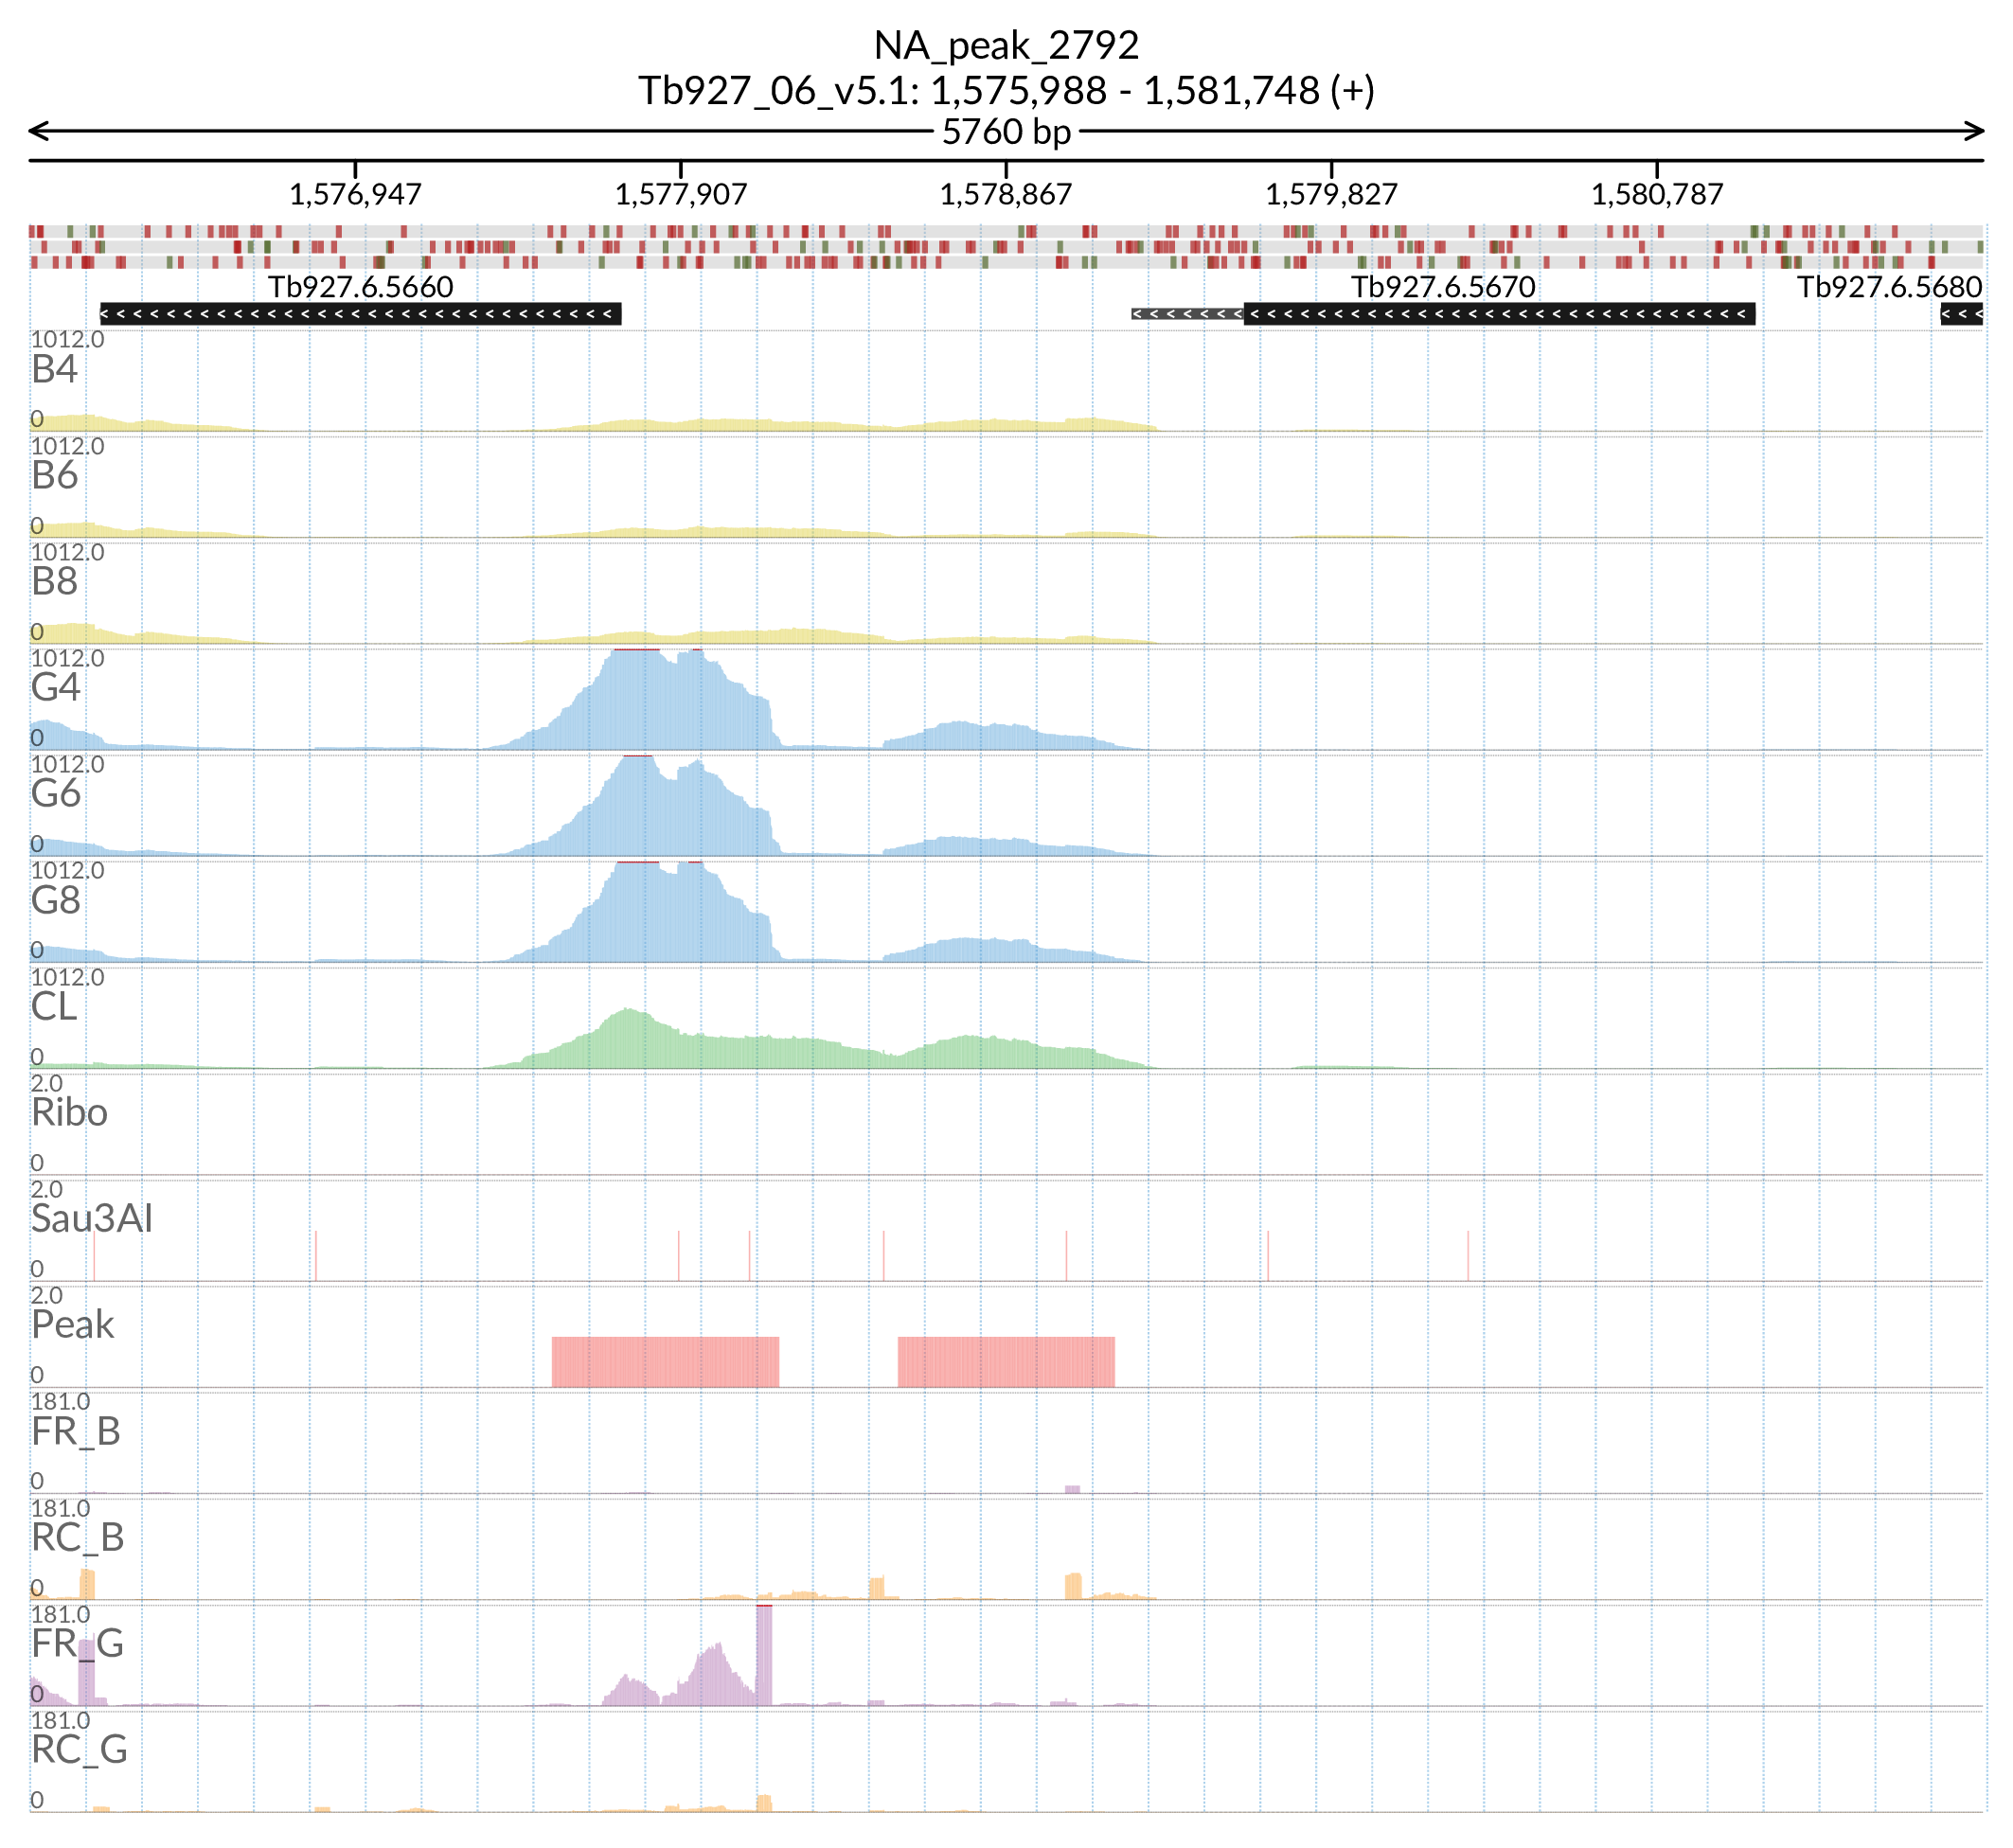 NA_peak_2792
Tb927_06_v5.1: 1,575,988 - 1,581,748 (+)
5760 bp
1,576,947 1,577,907 1,578,867 1,579,827 1,580,787
Tb927.6.5660 Tb927.6.5670 Tb927.6.5680
1012.0
B4
0
1012.0
B6
0
1012.0
B8
0
1012.0
G4
0
1012.0
G6
0
1012.0
G8
0
1012.0
CL
0
2.0
Ribo
0
2.0
Sau3AI
0
2.0
Peak
0
181.0
FR_B
0
181.0
RC_B
0
181.0
FR_G
0
181.0
RC_G
0